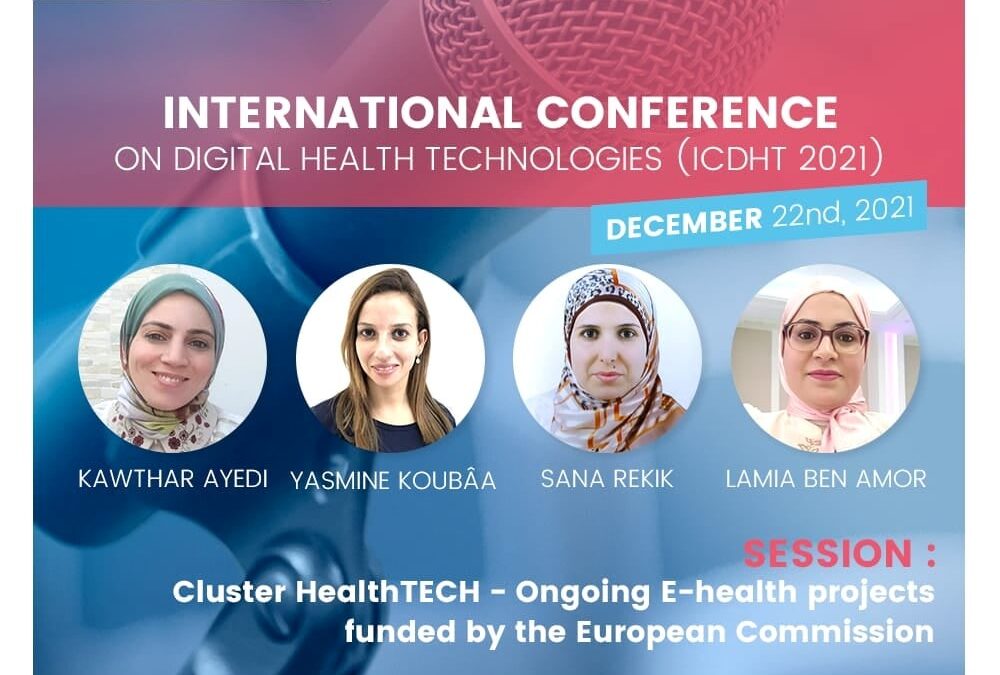 INTERNATIONAL CONFERENCE
ON DIGITAL HEALTH TECHNOLOGIES (ICDHT 2021)
DECEMBER 22nd, 2021
KAWTHAR AYEDI
YASMINE KOUBÂA
SANA REKIK
LAMIA BEN AMOR
SESSION :
Cluster HealthTECH - Ongoing E-health projects
funded by the European Commission